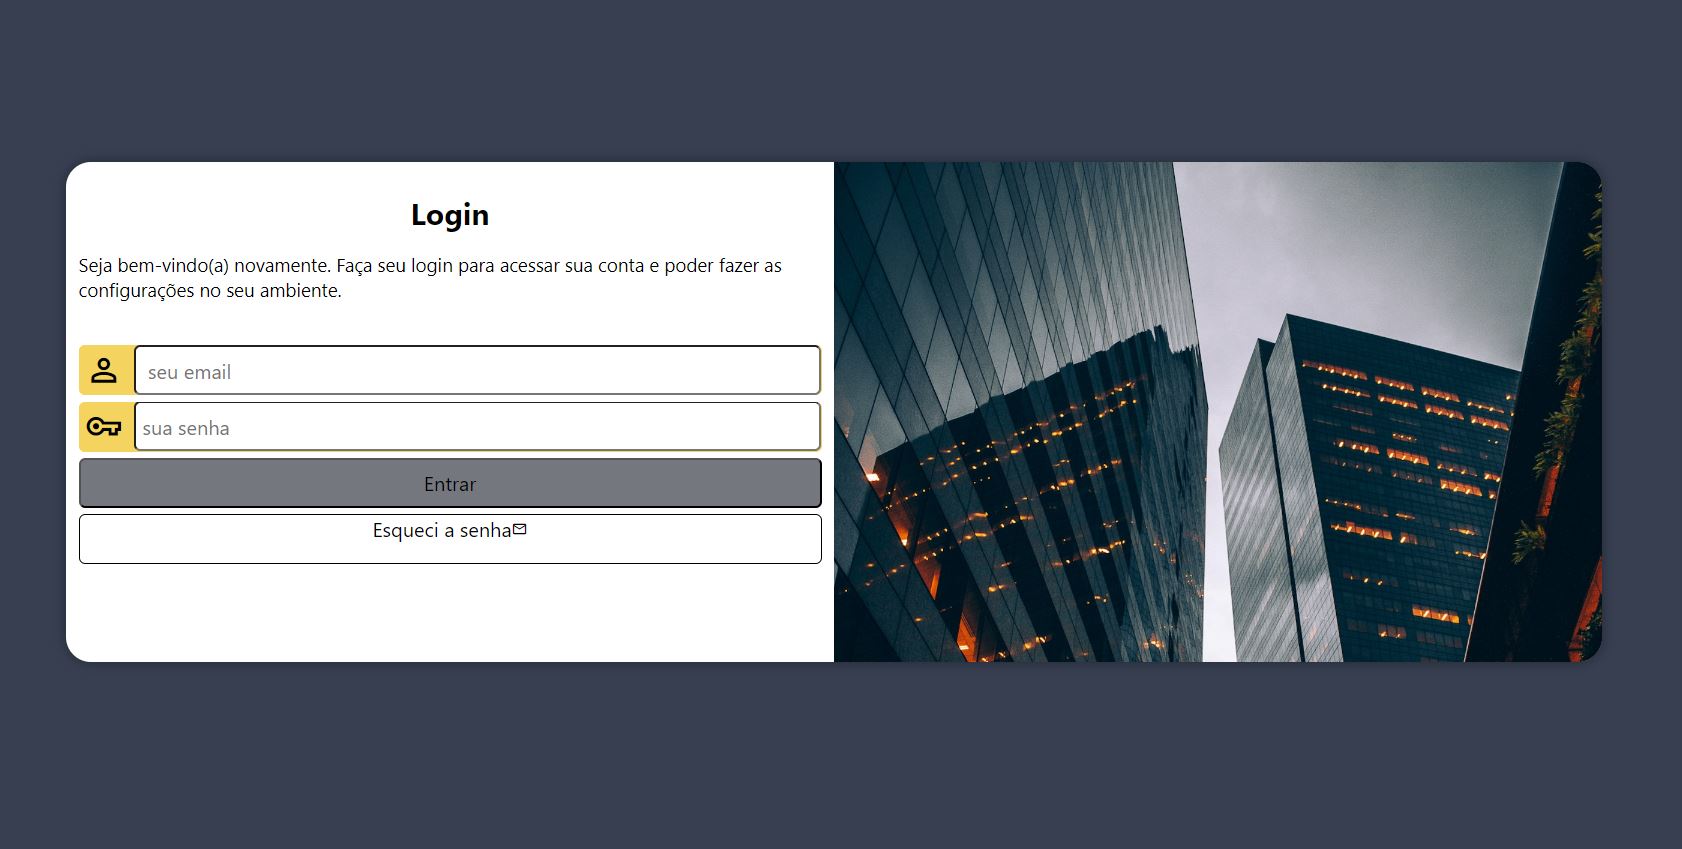 Login
Seja bem-vindo(a) novamente. Faça seu login para acessar sua conta e poder fazer as
configurações no seu ambiente.
seu email
sua senha
Entrar
Esqueci a senha